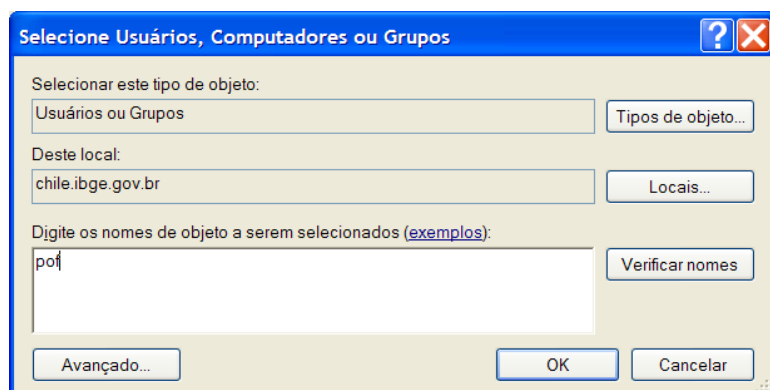 Selecione Usuários, Computadores ou Grupos
Selecionar este tipo de objeto:
Usuários ou Grupos
Tipos de objeto...
Deste local:
chile.ibge.gov.br
Locais...
Digite os nomes de objeto a serem selecionados (exemplos):
pof
Verificar nomes
Avançado...
OK
Cancelar